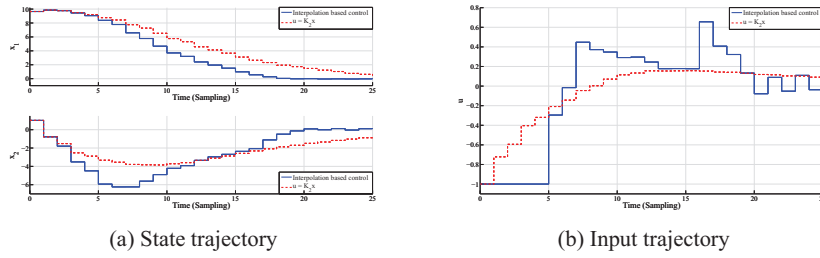 10
8
6
4
2
0
x1
Interpolation based control
u = K2x
0 5 10 15 20 25
Time (Sampling)
0
−2
−4
−6
x2
Interpolation based control
u = K2x
0 5 10 15 20 25
Time (Sampling)
(a) State trajectory
0.8
0.6
0.4
0.2
0
−0.2
−0.4
−0.6
−0.8
−1
u
Interpolation based control
u = K2x
0 5 10 15 20 25
Time (Sampling)
(b) Input trajectory